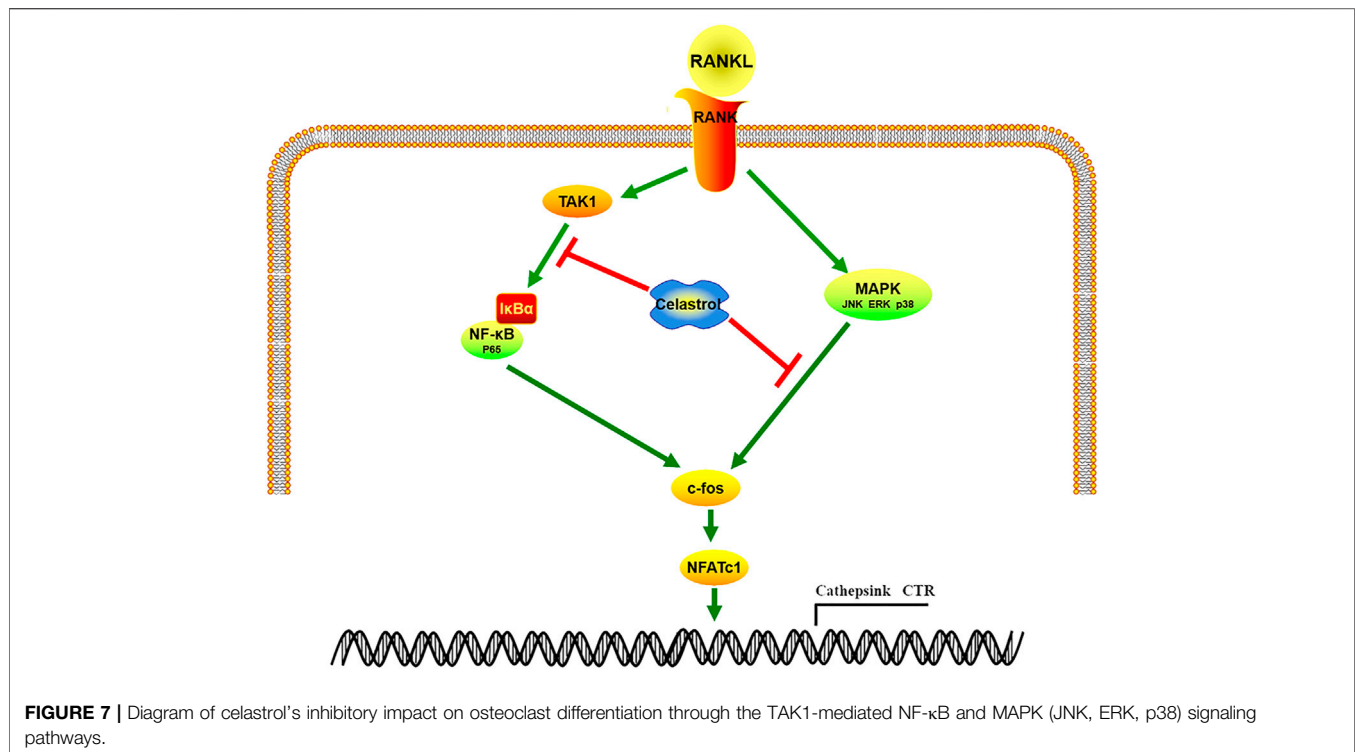 RANKL
RANK
TAK1
IκBα
NF-κB
P65
Celastrol
MAPK
JNK ERK p38
c-fos
NFATc1
Cathepsink CTR
FIGURE 7 | Diagram of celastrol's inhibitory impact on osteoclast differentiation through the TAK1-mediated NF-κB and MAPK (JNK, ERK, p38) signaling
pathways.